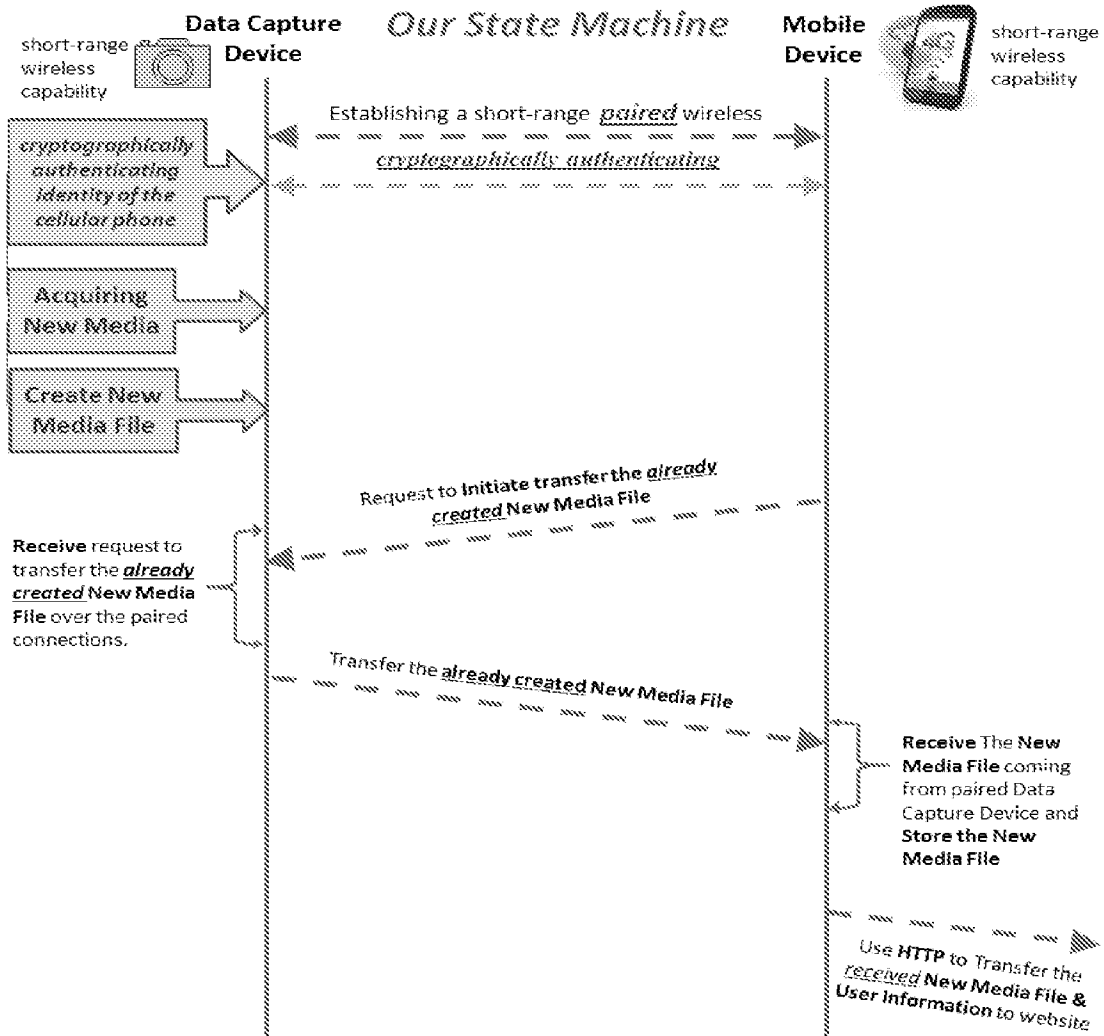 Our State Machine
short-range
wireless
capability
Data Capture
Device
Mobile
Device
short-range
wireless
capability
Establishing a short-range paired wireless
cryptographically authenticating
cryptographically
authenticating
identity of the
cellular phone
Acquiring
New Media
Create New
Media File
Request to Initiate transfer the already
created New Media File
Receive request to
transfer the already
created New Media
File over the paired
connections.
Transfer the already created New Media File
Receive The New
Media File coming
from paired Data
Capture Device and
Store the New
Media File
Use HTTP to Transfer the
received New Media File &
User Information to website